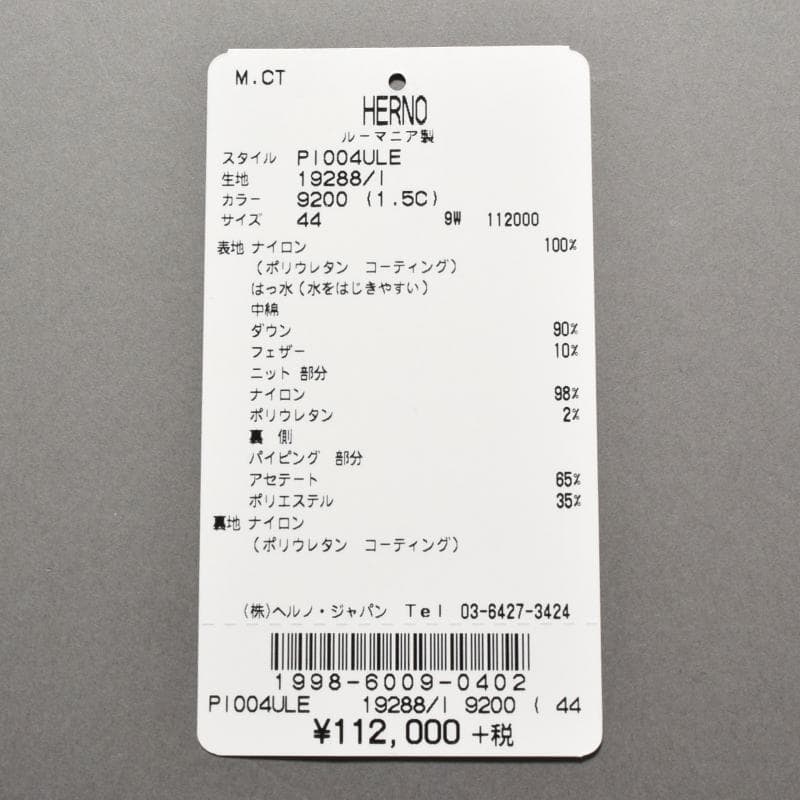 M.CT
HERNO
ルーマニア製
スタイル PI004ULE
生地 19288/I
カラー 9200 (1.5C)
サイズ 44 9W 112000
表地 ナイロン 100%
(ポリウレタン コーティング)
はっ水(水をはじきやすい)
中綿
ダウン 90%
フェザー 10%
ニット 部分
ナイロン 98%
ポリウレタン 2%
裏 側
パイピング 部分
アセテート 65%
ポリエステル 35%
裏地 ナイロン
(ポリウレタン コーティング)
(株)ヘルノ・ジャパン Tel 03-6427-3424
1998-6009-0402
PI004ULE 19288/I 9200 ( 44
¥112,000 +税